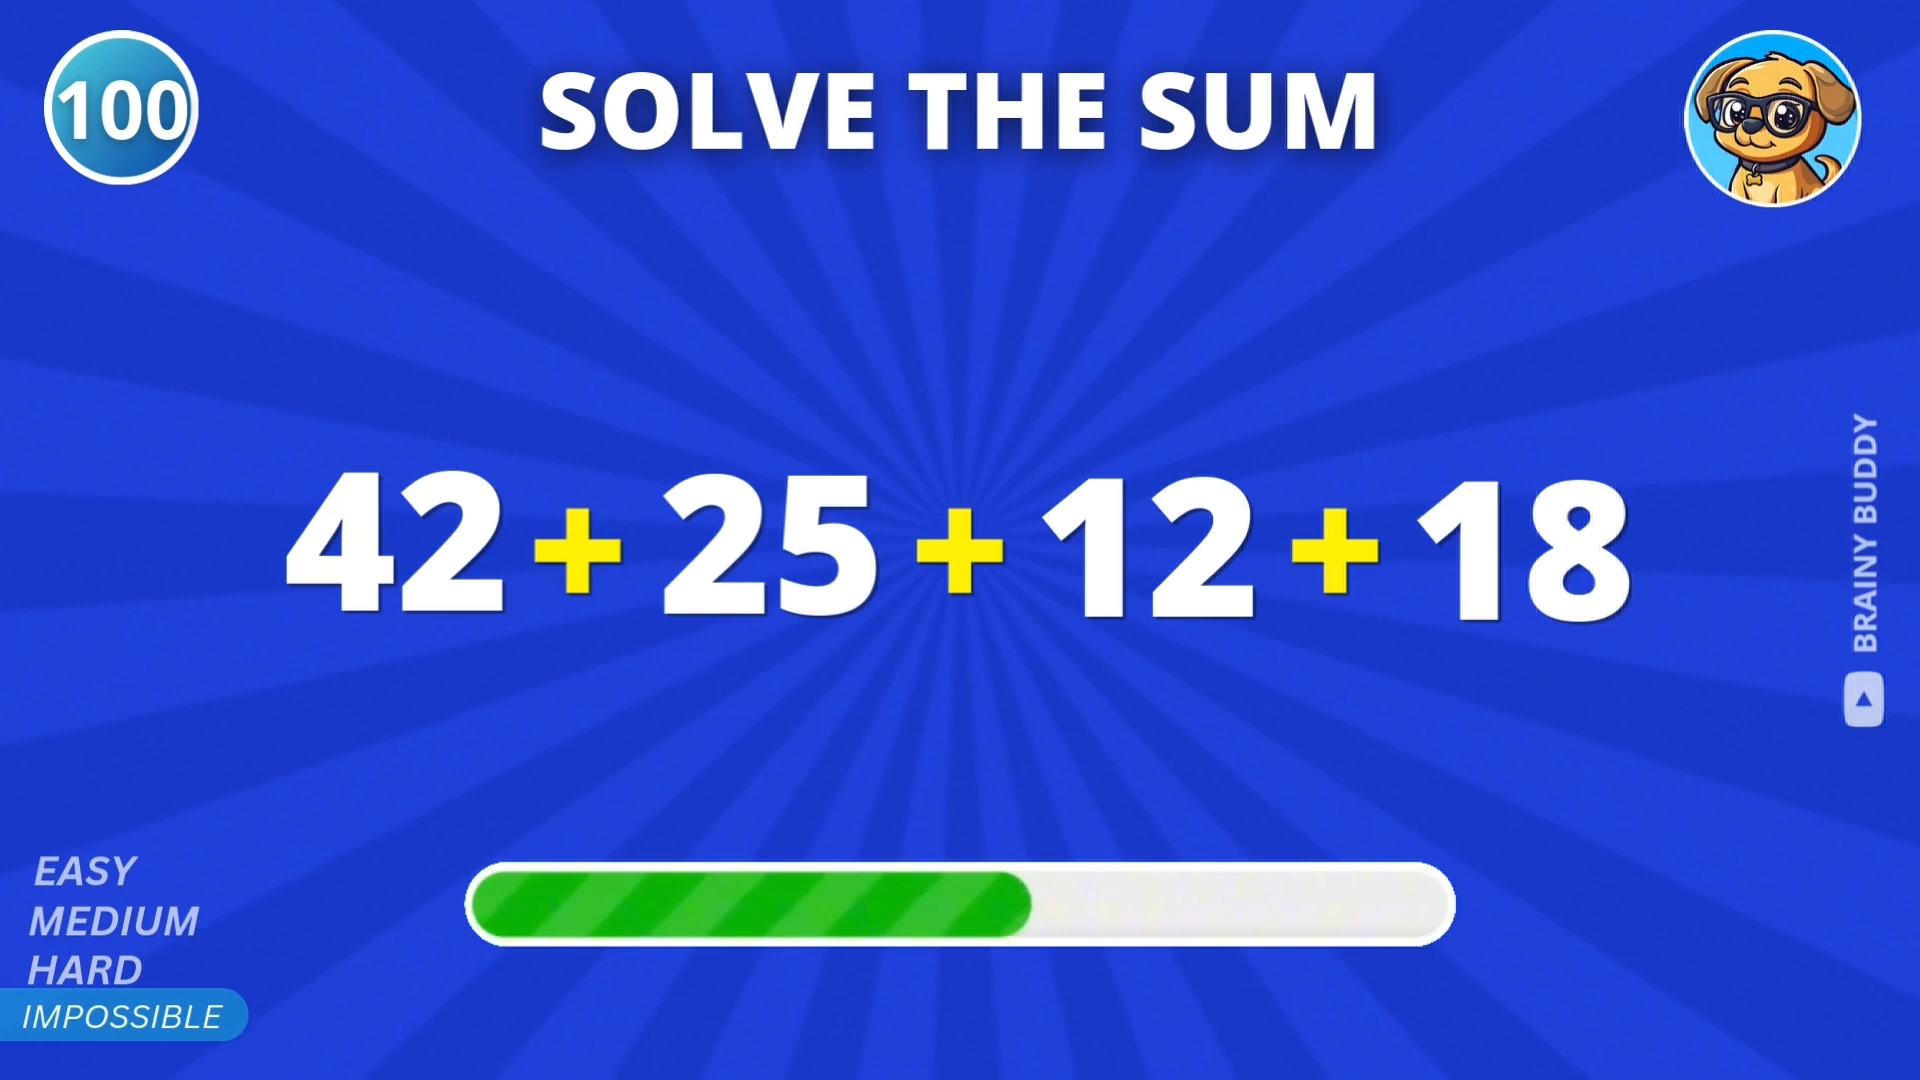 100
SOLVE THE SUM
42 + 25 + 12 + 18
BRAINY BUDDY
EASY
MEDIUM
HARD
IMPOSSIBLE